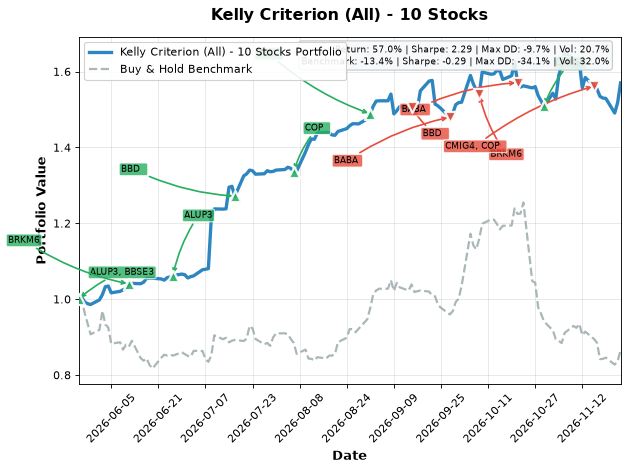 Kelly Criterion (All) - 10 Stocks
Kelly Criterion (All) - 10 Stocks Portfolio
Buy & Hold Benchmark
57.0% | Sharpe: 2.29 | Max DD: -9.7% | Vol: 20.7%
-13.4% | Sharpe: -0.29 | Max DD: -34.1% | Vol: 32.0%
1.6
1.4
1.2
1.0
0.8
Portfolio Value
BRKM6
ALUP3, BBSE3
BBD
ALUP3
COP
BABA
BABA
BBD
CMIG4, COP
BRKM6
2026-06-05
2026-06-21
2026-07-07
2026-07-23
2026-08-08
2026-08-24
2026-09-09
2026-09-25
2026-10-11
2026-10-27
2026-11-12
Date